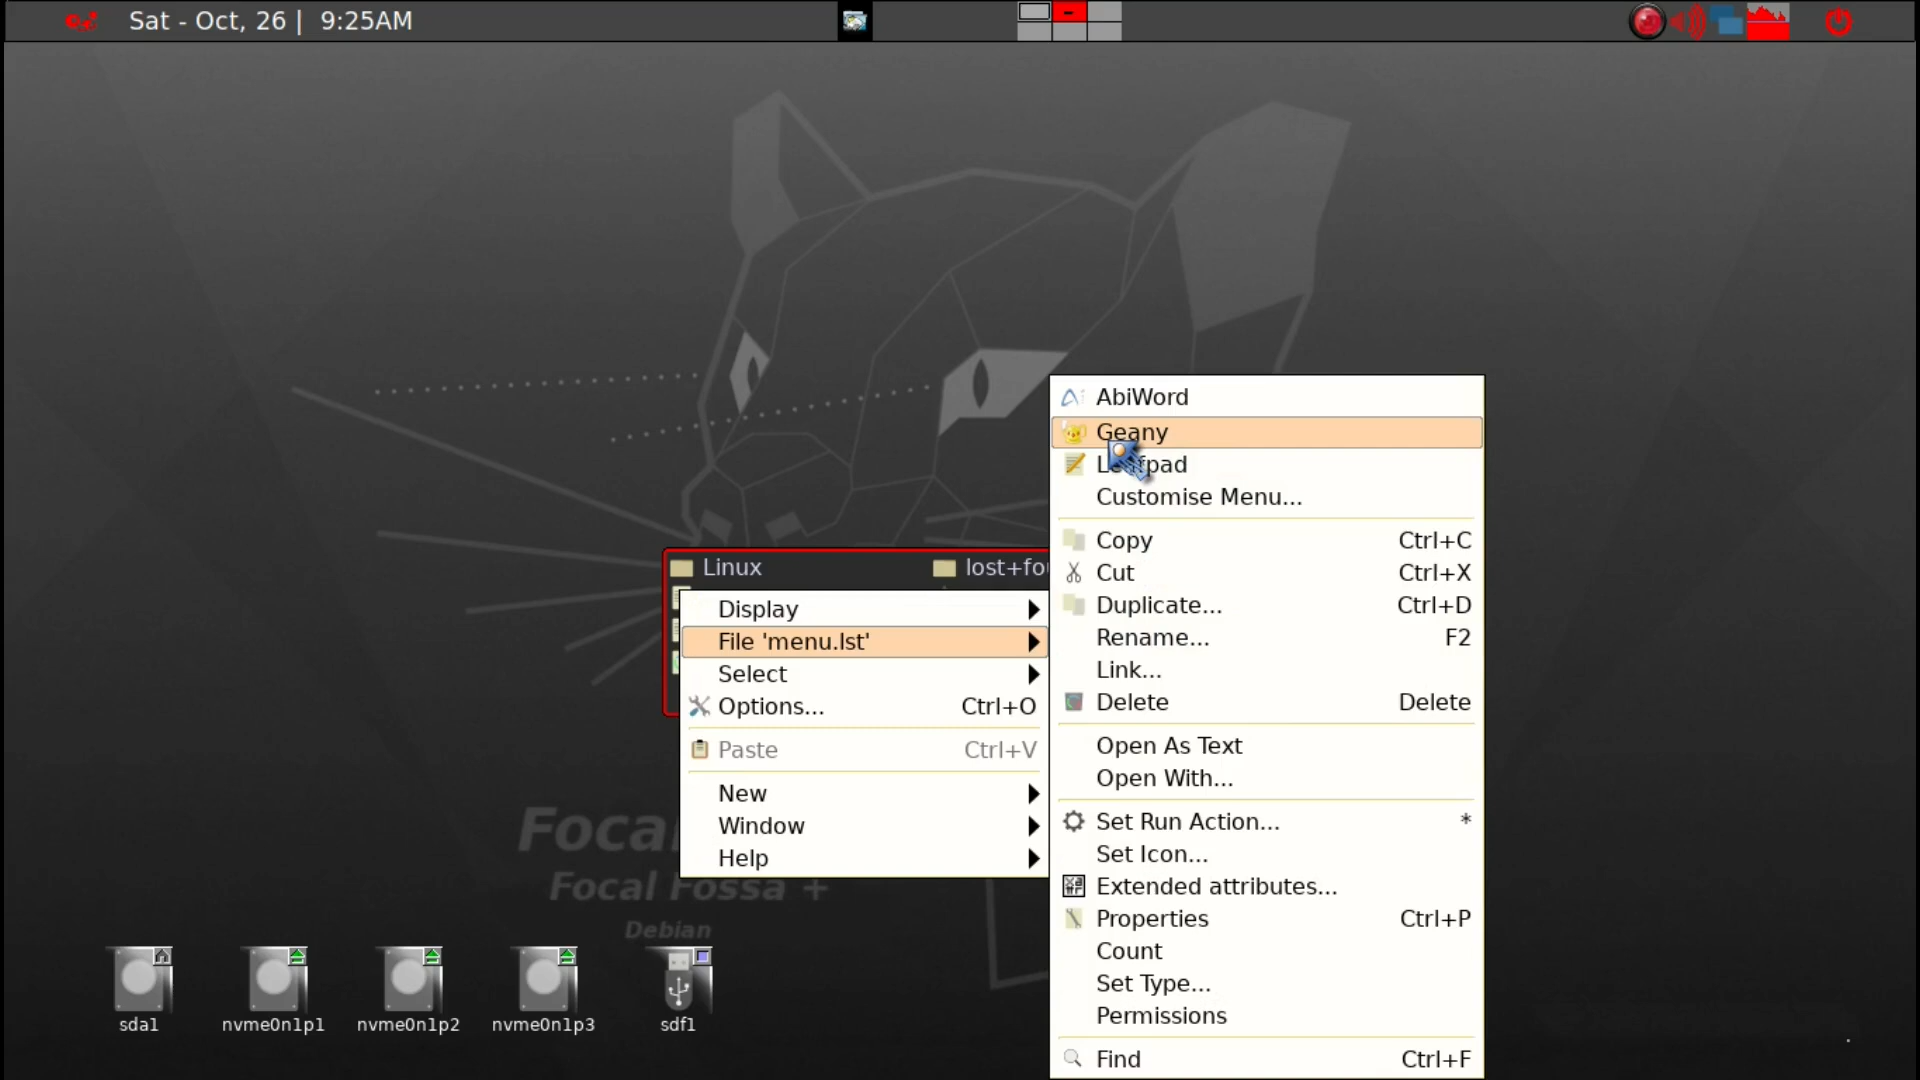 Sat - Oct, 26 | 9:25AM
AbiWord
Geany
Customise Menu...
Copy Ctrl+C
Cut Ctrl+X
Duplicate... Ctrl+D
Rename... F2
Link...
Delete Delete
Open As Text
Open With...
Set Run Action... *
Set Icon...
Extended attributes...
Properties Ctrl+P
Count
Set Type...
Permissions
Find Ctrl+F
Linux
Display
File 'menu.lst'
Select
Options... Ctrl+O
Paste Ctrl+V
New
Window
Help
Focal Fossa +
Debian
sda1 nvme0n1p1 nvme0n1p2 nvme0n1p3 sdf1